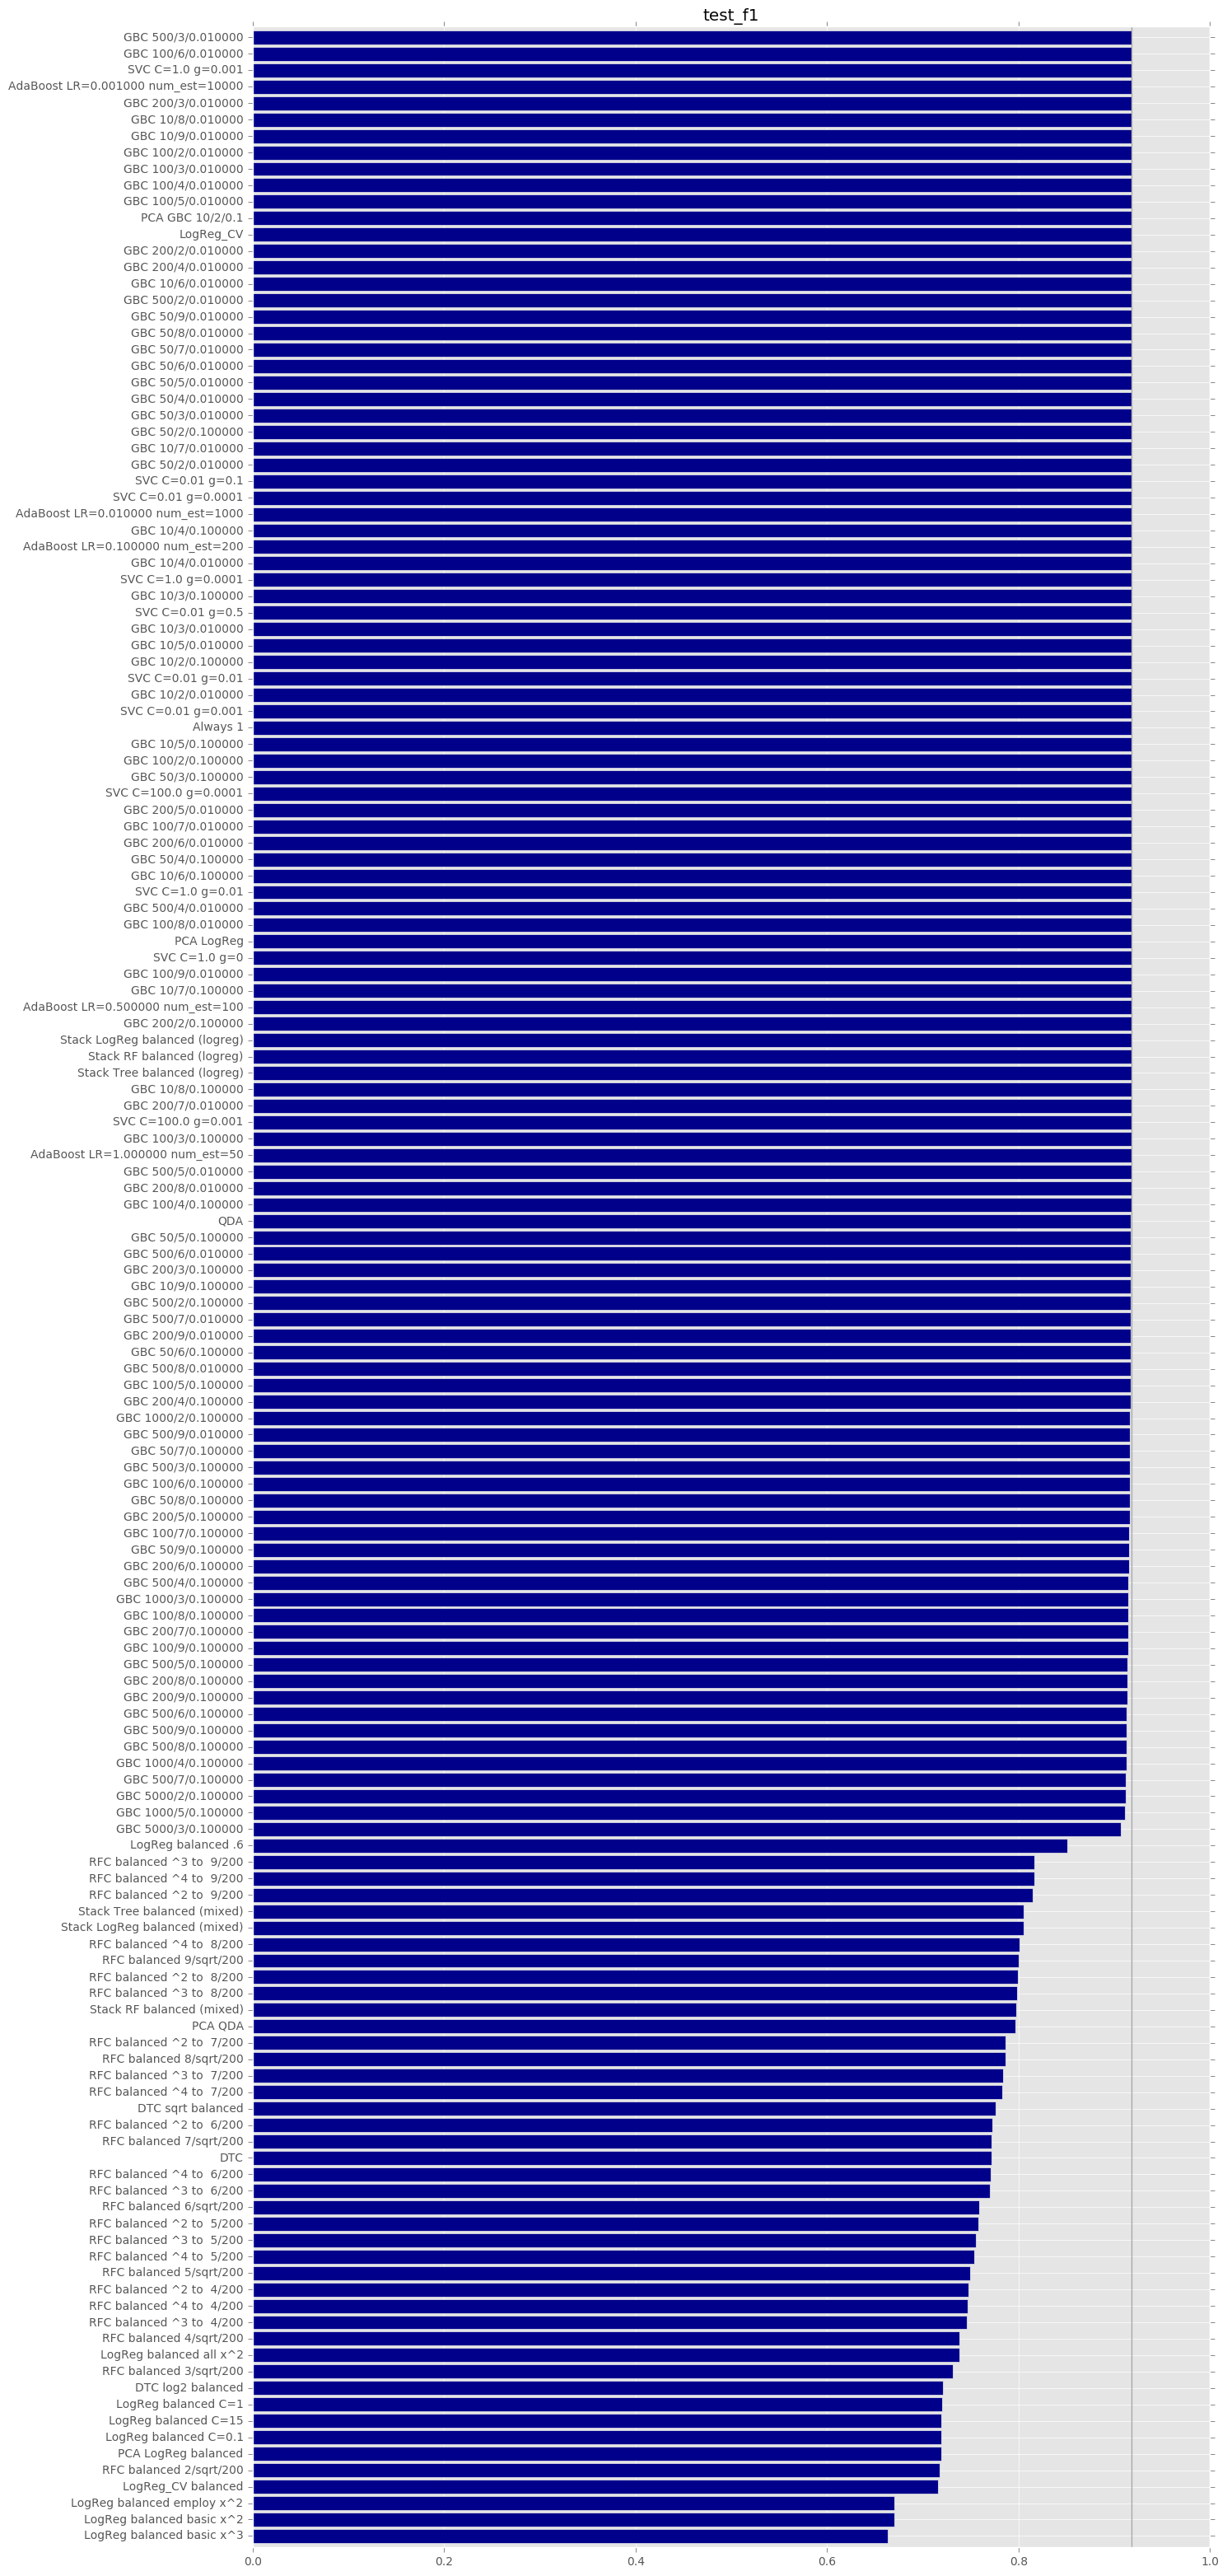 test_f1
GBC 500/3/0.010000
GBC 100/6/0.010000
SVC C=1.0 g=0.001
AdaBoost LR=0.001000 num_est=10000
GBC 200/3/0.010000
GBC 10/8/0.010000
GBC 10/9/0.010000
GBC 100/2/0.010000
GBC 100/3/0.010000
GBC 100/4/0.010000
GBC 100/5/0.010000
PCA GBC 10/2/0.1
LogReg_CV
GBC 200/2/0.010000
GBC 200/4/0.010000
GBC 10/6/0.010000
GBC 500/2/0.010000
GBC 50/9/0.010000
GBC 50/8/0.010000
GBC 50/7/0.010000
GBC 50/6/0.010000
GBC 50/5/0.010000
GBC 50/4/0.010000
GBC 50/3/0.010000
GBC 50/2/0.100000
GBC 10/7/0.010000
GBC 50/2/0.010000
SVC C=0.01 g=0.1
SVC C=0.01 g=0.0001
AdaBoost LR=0.010000 num_est=1000
GBC 10/4/0.100000
AdaBoost LR=0.100000 num_est=200
GBC 10/4/0.010000
SVC C=1.0 g=0.0001
GBC 10/3/0.100000
SVC C=0.01 g=0.5
GBC 10/3/0.010000
GBC 10/5/0.010000
GBC 10/2/0.100000
SVC C=0.01 g=0.01
GBC 10/2/0.010000
SVC C=0.01 g=0.001
Always 1
GBC 10/5/0.100000
GBC 100/2/0.100000
GBC 50/3/0.100000
SVC C=100.0 g=0.0001
GBC 200/5/0.010000
GBC 100/7/0.010000
GBC 200/6/0.010000
GBC 50/4/0.100000
GBC 10/6/0.100000
SVC C=1.0 g=0.01
GBC 500/4/0.010000
GBC 100/8/0.010000
PCA LogReg
SVC C=1.0 g=0
GBC 100/9/0.010000
GBC 10/7/0.100000
AdaBoost LR=0.500000 num_est=100
GBC 200/2/0.100000
Stack LogReg balanced (logreg)
Stack RF balanced (logreg)
Stack Tree balanced (logreg)
GBC 10/8/0.100000
GBC 200/7/0.010000
SVC C=100.0 g=0.001
GBC 100/3/0.100000
AdaBoost LR=1.000000 num_est=50
GBC 500/5/0.010000
GBC 200/8/0.010000
GBC 100/4/0.100000
QDA
GBC 50/5/0.100000
GBC 500/6/0.010000
GBC 200/3/0.100000
GBC 10/9/0.100000
GBC 500/2/0.100000
GBC 500/7/0.010000
GBC 200/9/0.010000
GBC 50/6/0.100000
GBC 500/8/0.010000
GBC 100/5/0.100000
GBC 200/4/0.100000
GBC 1000/2/0.100000
GBC 500/9/0.010000
GBC 50/7/0.100000
GBC 500/3/0.100000
GBC 100/6/0.100000
GBC 50/8/0.100000
GBC 200/5/0.100000
GBC 100/7/0.100000
GBC 50/9/0.100000
GBC 200/6/0.100000
GBC 500/4/0.100000
GBC 1000/3/0.100000
GBC 100/8/0.100000
GBC 200/7/0.100000
GBC 100/9/0.100000
GBC 500/5/0.100000
GBC 200/8/0.100000
GBC 200/9/0.100000
GBC 500/6/0.100000
GBC 500/9/0.100000
GBC 500/8/0.100000
GBC 1000/4/0.100000
GBC 500/7/0.100000
GBC 5000/2/0.100000
GBC 1000/5/0.100000
GBC 5000/3/0.100000
LogReg balanced .6
RFC balanced ^3 to  9/200
RFC balanced ^4 to  9/200
RFC balanced ^2 to  9/200
Stack Tree balanced (mixed)
Stack LogReg balanced (mixed)
RFC balanced ^4 to  8/200
RFC balanced 9/sqrt/200
RFC balanced ^2 to  8/200
RFC balanced ^3 to  8/200
Stack RF balanced (mixed)
PCA QDA
RFC balanced ^2 to  7/200
RFC balanced 8/sqrt/200
RFC balanced ^3 to  7/200
RFC balanced ^4 to  7/200
DTC sqrt balanced
RFC balanced ^2 to  6/200
RFC balanced 7/sqrt/200
DTC
RFC balanced ^4 to  6/200
RFC balanced ^3 to  6/200
RFC balanced 6/sqrt/200
RFC balanced ^2 to  5/200
RFC balanced ^3 to  5/200
RFC balanced ^4 to  5/200
RFC balanced 5/sqrt/200
RFC balanced ^2 to  4/200
RFC balanced ^4 to  4/200
RFC balanced ^3 to  4/200
RFC balanced 4/sqrt/200
LogReg balanced all x^2
RFC balanced 3/sqrt/200
DTC log2 balanced
LogReg balanced C=1
LogReg balanced C=15
LogReg balanced C=0.1
PCA LogReg balanced
RFC balanced 2/sqrt/200
LogReg_CV balanced
LogReg balanced employ x^2
LogReg balanced basic x^2
LogReg balanced basic x^3
0.0 0.2 0.4 0.6 0.8 1.0